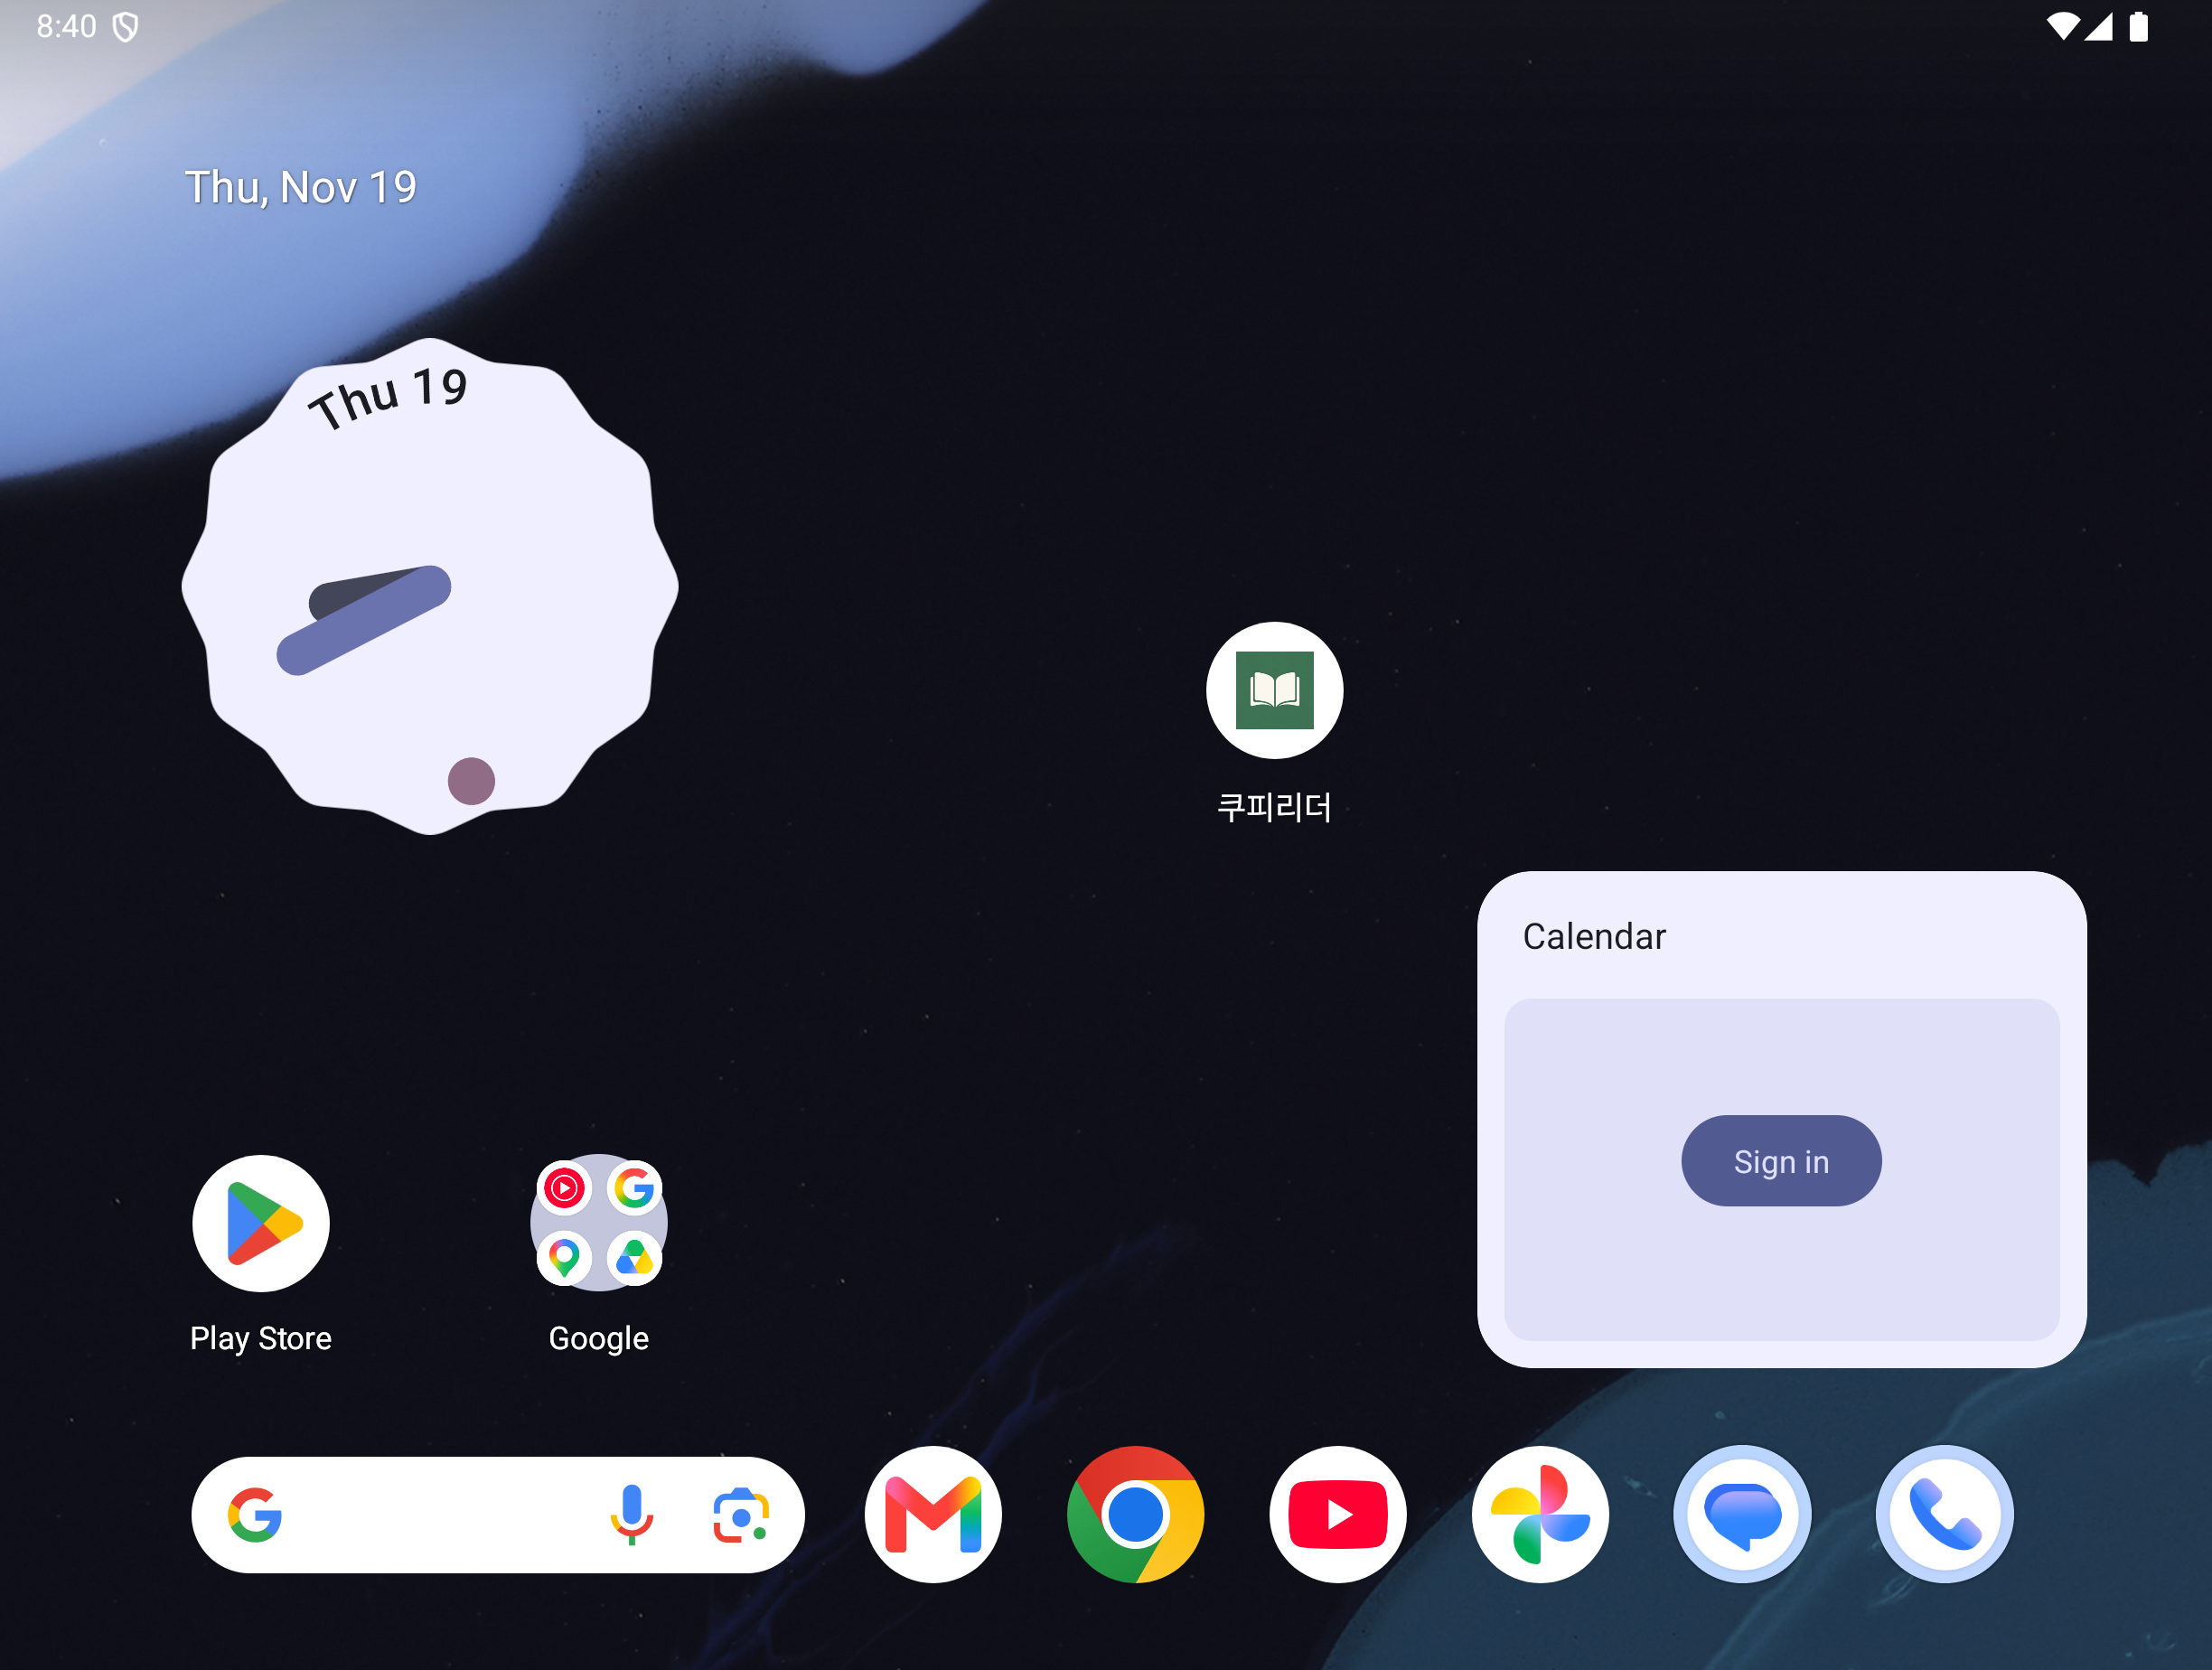 8:40
Thu, Nov 19
Thu 19
쿠피리더
Calendar
Sign in
Play Store
Google